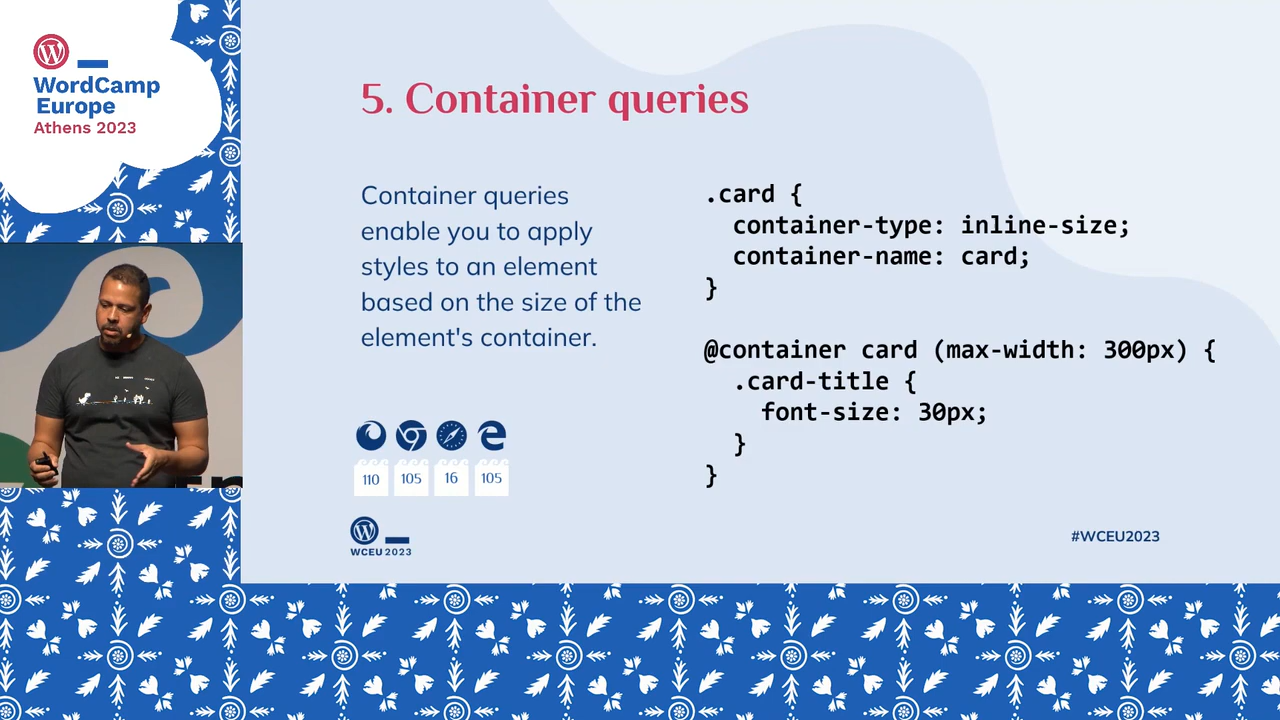 WordCamp
Europe
Athens 2023
5. Container queries
Container queries
enable you to apply
styles to an element
based on the size of the
element's container.
110 105 16 105
WCEU 2023
.card {
  container-type: inline-size;
  container-name: card;
}
@container card (max-width: 300px) {
  .card-title {
    font-size: 30px;
  }
}
#WCEU2023